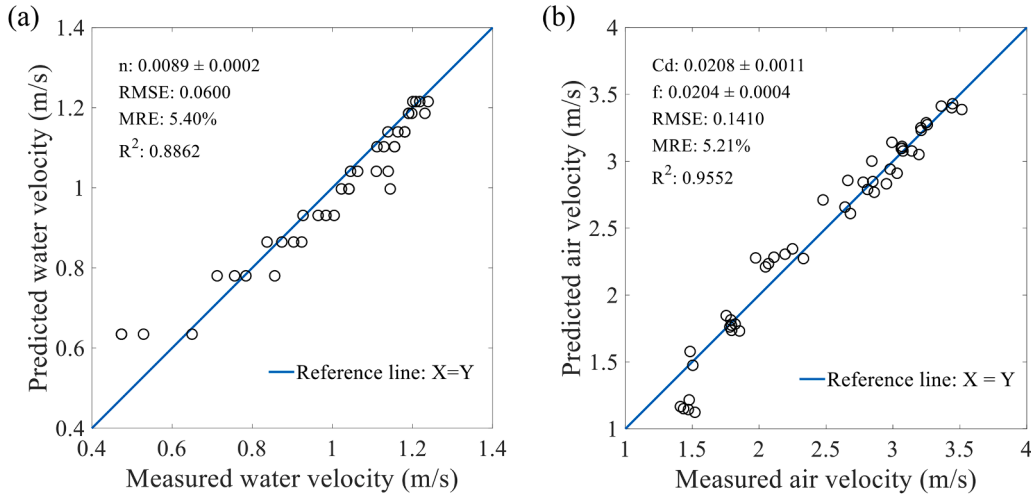 (a)
1.4
1.2
1
0.8
0.6
0.4
Predicted water velocity (m/s)
n: 0.0089 ± 0.0002
RMSE: 0.0600
MRE: 5.40%
R²: 0.8862
Reference line: X=Y
0.4
0.6
0.8
1
1.2
1.4
Measured water velocity (m/s)
(b)
4
3.5
3
2.5
2
1.5
1
Predicted air velocity (m/s)
Cd: 0.0208 ± 0.0011
f: 0.0204 ± 0.0004
RMSE: 0.1410
MRE: 5.21%
R²: 0.9552
Reference line: X = Y
1
1.5
2
2.5
3
3.5
4
Measured air velocity (m/s)